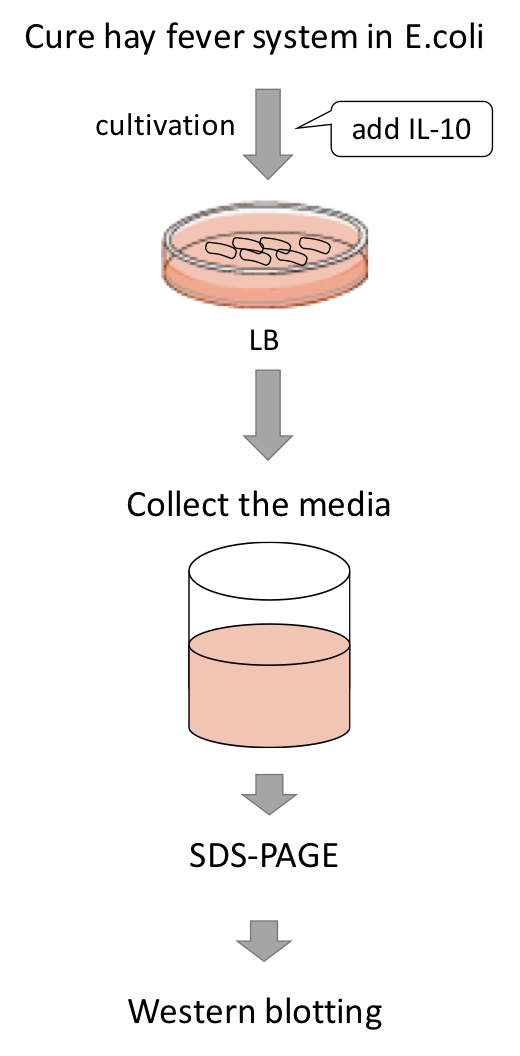 Cure hay fever system in E.coli
cultivation
add IL-10
LB
Collect the media
SDS-PAGE
Western blotting